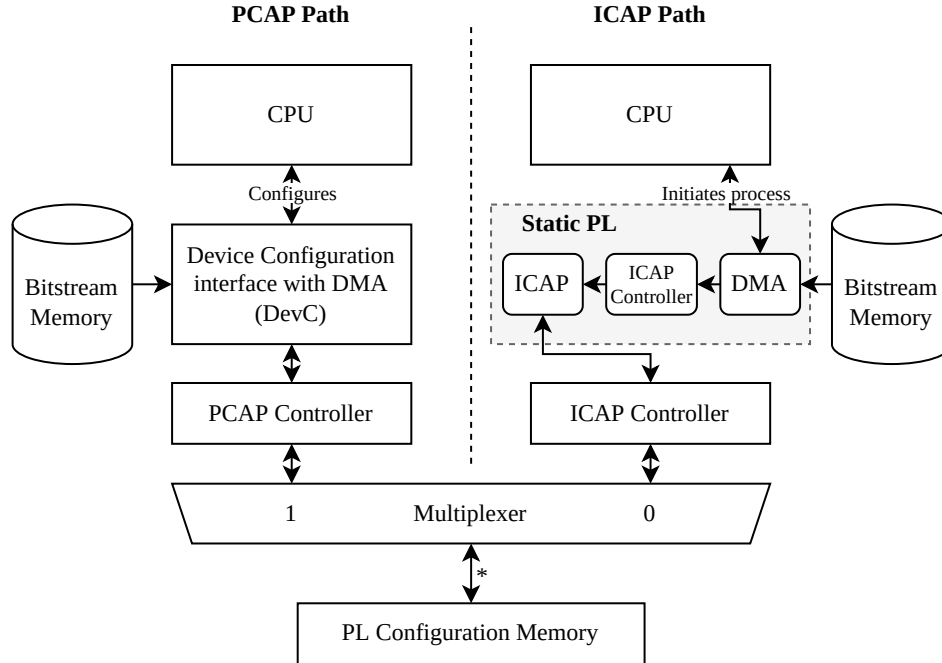 PCAP Path
ICAP Path
CPU
CPU
Configures
Initiates process
Static PL
Bitstream
Memory
Device Configuration
interface with DMA
(DevC)
ICAP
ICAP
Controller
DMA
Bitstream
Memory
PCAP Controller
ICAP Controller
1 Multiplexer 0
*
PL Configuration Memory